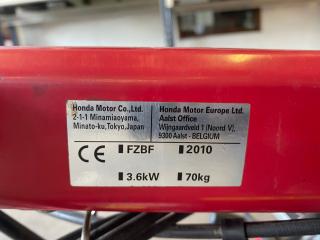 Honda Motor Co.,Ltd.
2-1-1 Minamiaoyama,
Minato-ku,Tokyo,Japan
Honda Motor Europe Ltd.
Aalst Office
Wijngaardveld 1 (Noord V),
9300 Aalst - BELGIUM
CE
FZBF
2010
3.6kW
70kg